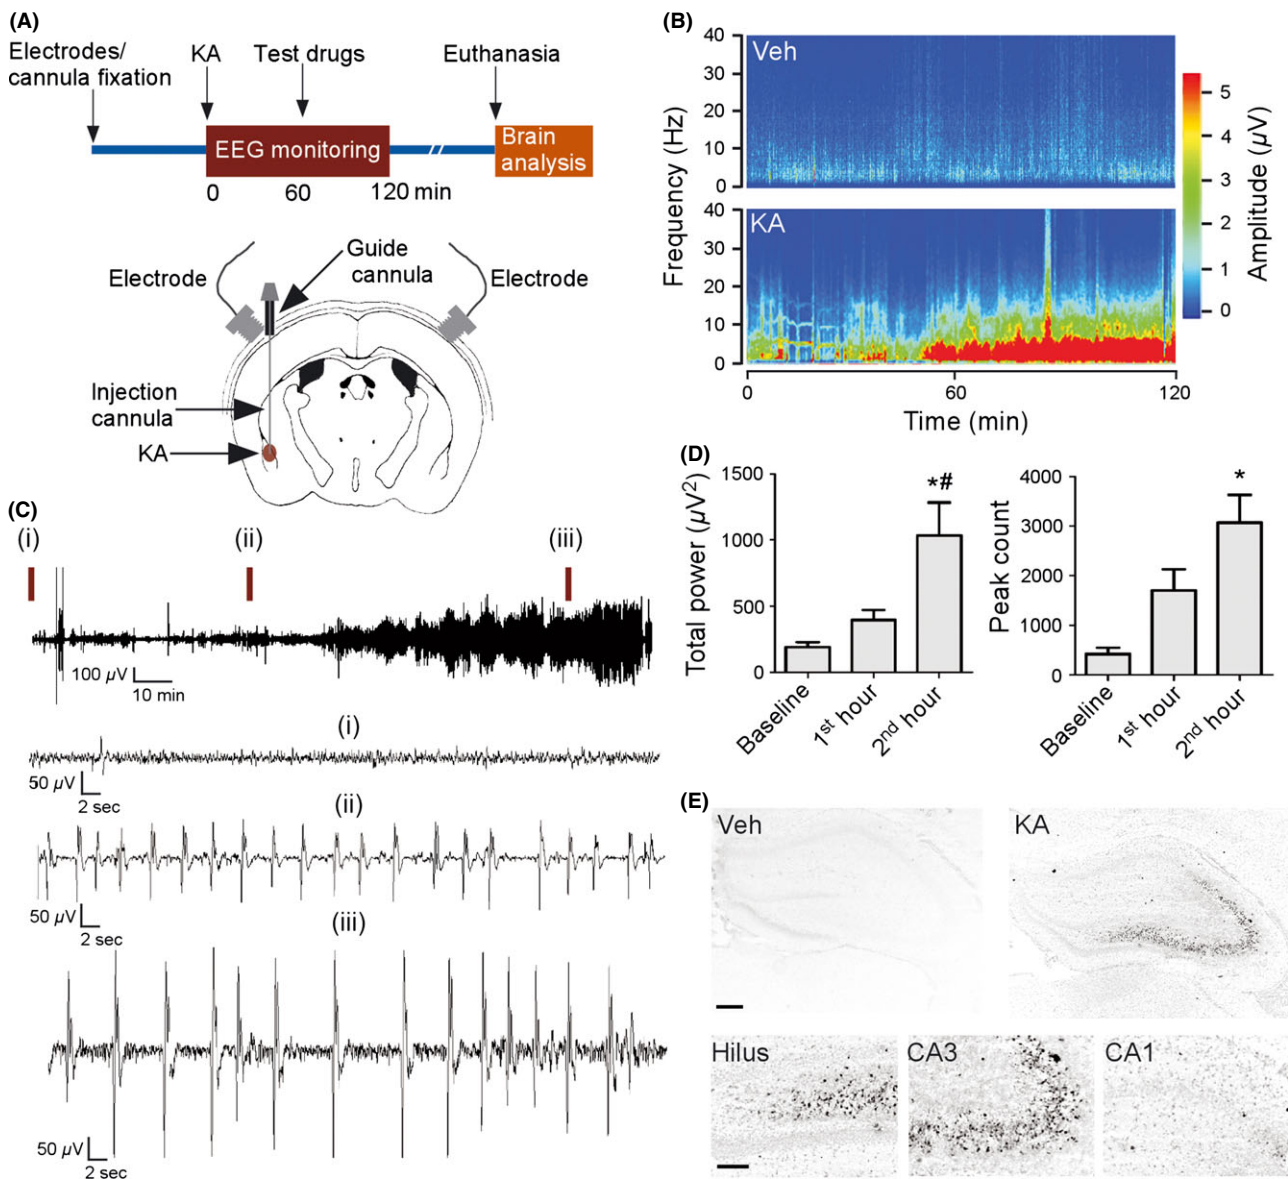 (A)
Electrodes/
cannula fixation
KA
Test drugs
Euthanasia
EEG monitoring
Brain
analysis
0
60
120 min
Electrode
Guide
cannula
Electrode
Injection
cannula
KA
(B)
Veh
40
30
20
10
0
KA
40
30
20
10
0
Frequency (Hz)
0
60
120
Time (min)
5
4
3
2
1
0
Amplitude (µV)
(C)
(i)
(ii)
(iii)
100 µV
10 min
(i)
50 µV
2 sec
(ii)
50 µV
2 sec
(iii)
50 µV
2 sec
(D)
Total power (µV²)
1500
1000
500
0
*#
Baseline
1st hour
2nd hour
Peak count
4000
3000
2000
1000
0
*
Baseline
1st hour
2nd hour
(E)
Veh
KA
Hilus
CA3
CA1